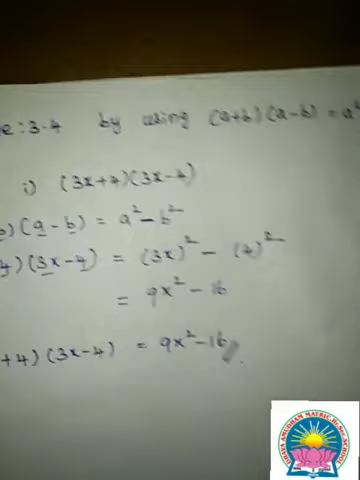 e:3.4 by using (a+b)(a-b) = a²
i) (3x+4)(3x-4)
b)(a-b) = a²-b²
4)(3x-4) = (3x)² - (4)²
= 9x² - 16
+4)(3x-4) = 9x²-16